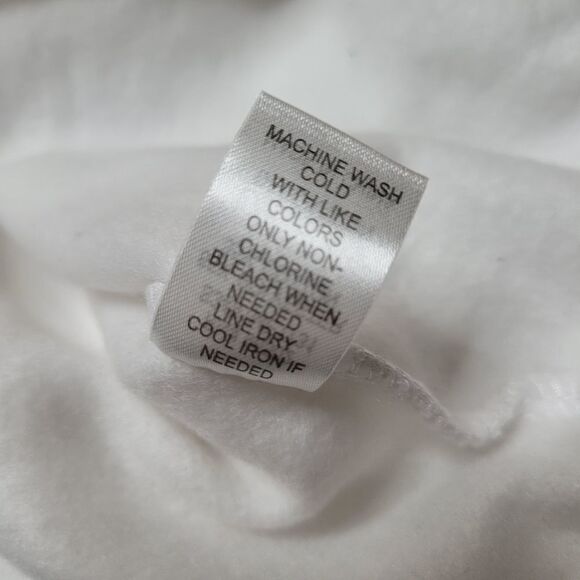 MACHINE WASH
COLD
WITH LIKE
COLORS
ONLY NON-
CHLORINE
BLEACH WHEN
NEEDED
LINE DRY
COOL IRON IF
NEEDED